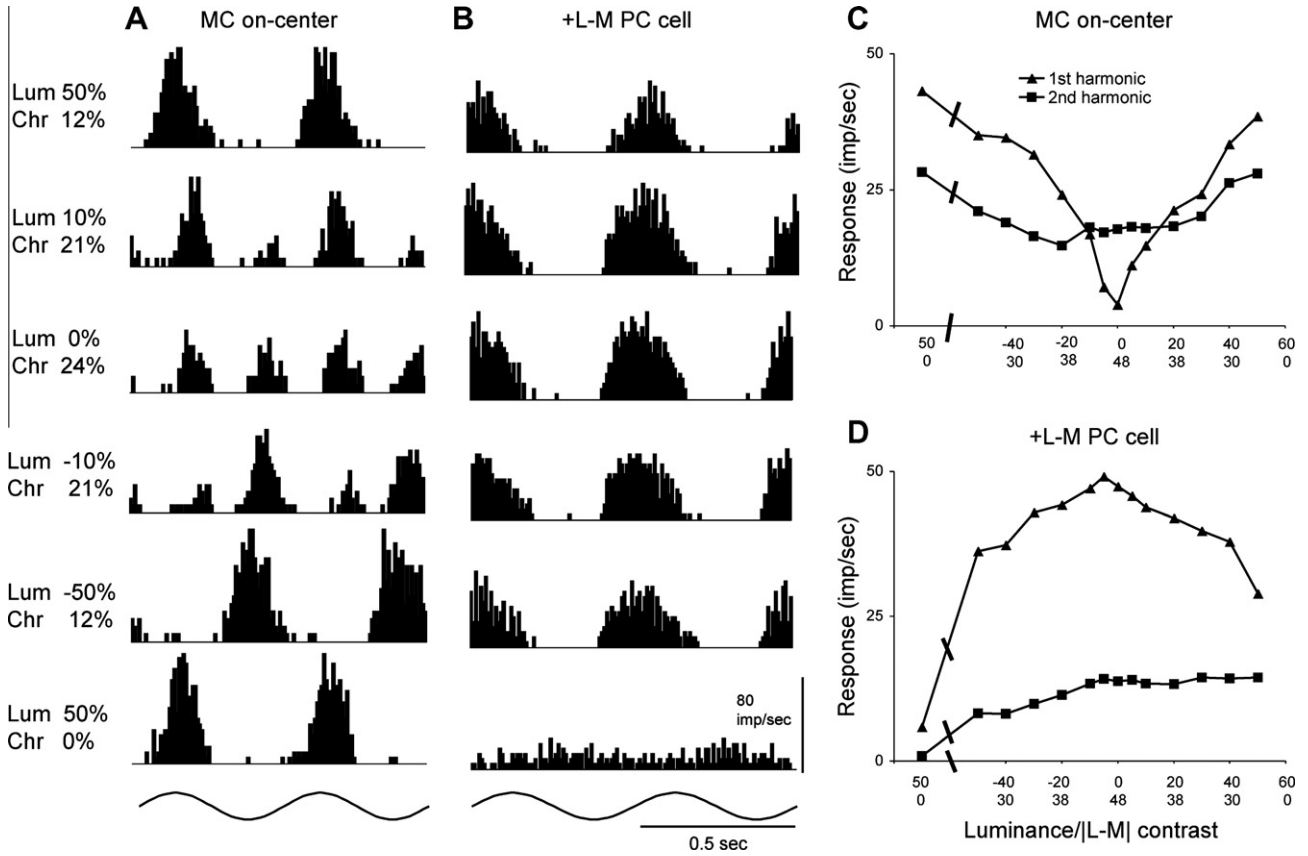 A MC on-center
B +L-M PC cell
Lum 50%
Chr 12%
Lum 10%
Chr 21%
Lum 0%
Chr 24%
Lum -10%
Chr 21%
Lum -50%
Chr 12%
Lum 50%
Chr 0%
80
imp/sec
0.5 sec
C MC on-center
1st harmonic
2nd harmonic
Response (imp/sec)
50
25
0
50 -40 -20 0 20 40 60
0 30 38 48 38 30 0
D +L-M PC cell
Response (imp/sec)
50
25
0
50 -40 -20 0 20 40 60
0 30 38 48 38 30 0
Luminance/|L-M| contrast